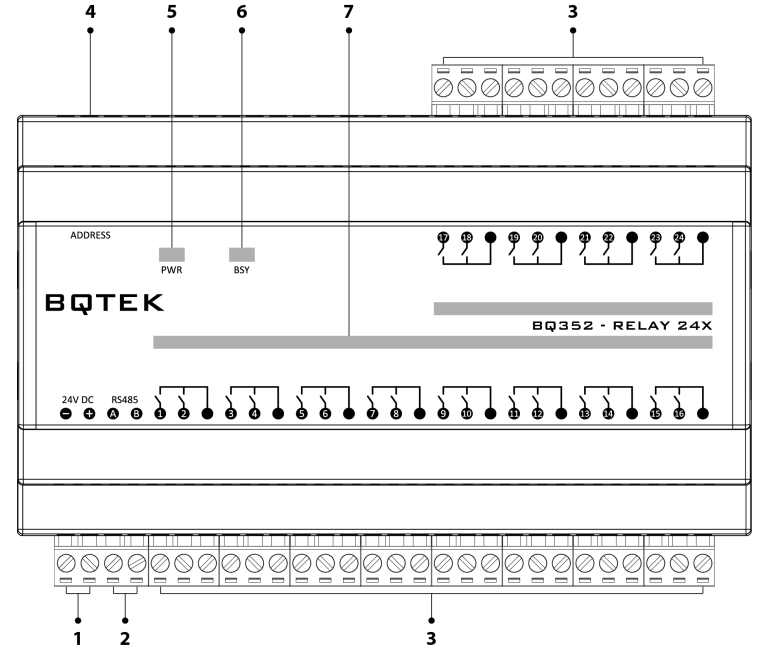 4 5 6 7 3
17 18 19 20 21 22 23 24
ADDRESS
PWR BSY
BQTEK
BQ352 - RELAY 24X
24V DC RS485
− + A B 1 2 3 4 5 6 7 8 9 10 11 12 13 14 15 16
1 2 3